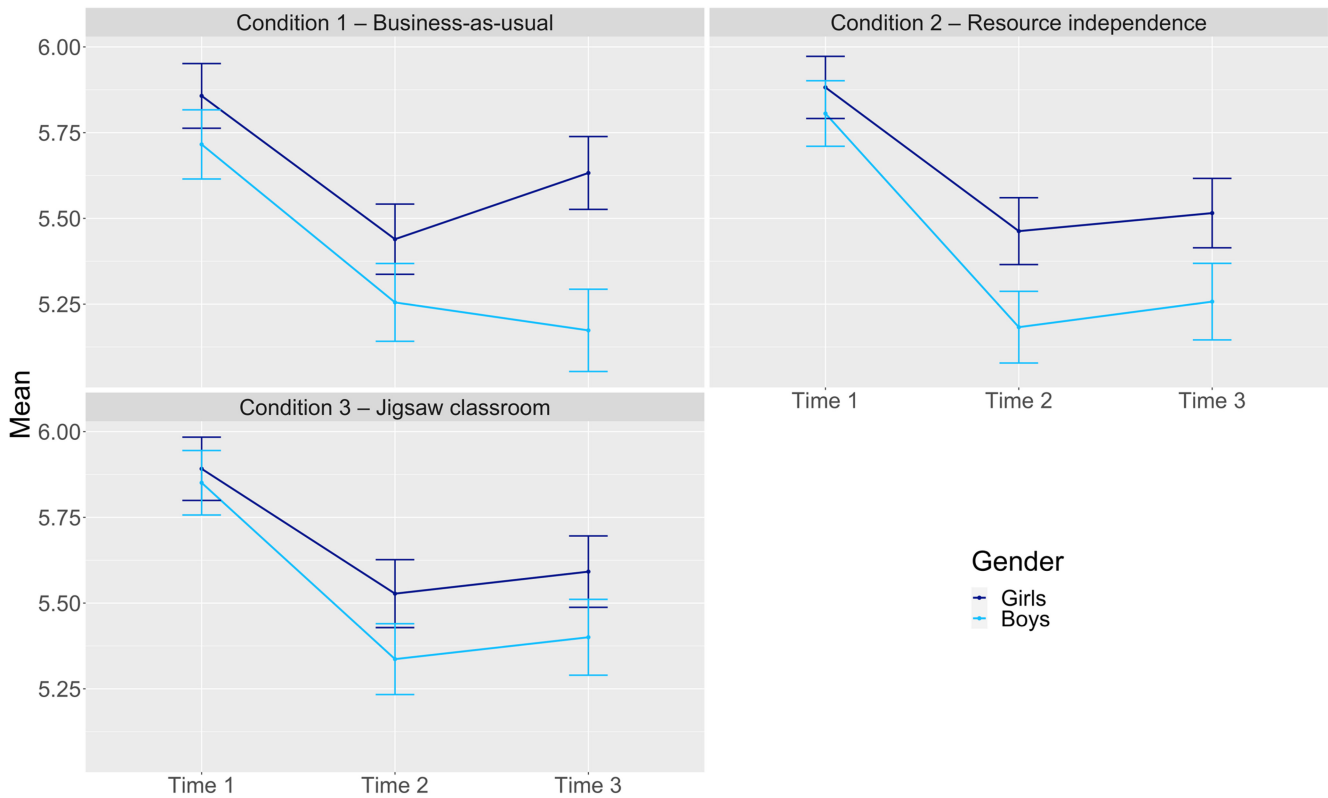 Condition 1 – Business-as-usual
Condition 2 – Resource independence
6.00
5.75
5.50
5.25
Time 1 Time 2 Time 3
Mean
Condition 3 – Jigsaw classroom
6.00
5.75
5.50
5.25
Time 1 Time 2 Time 3
Gender
Girls
Boys